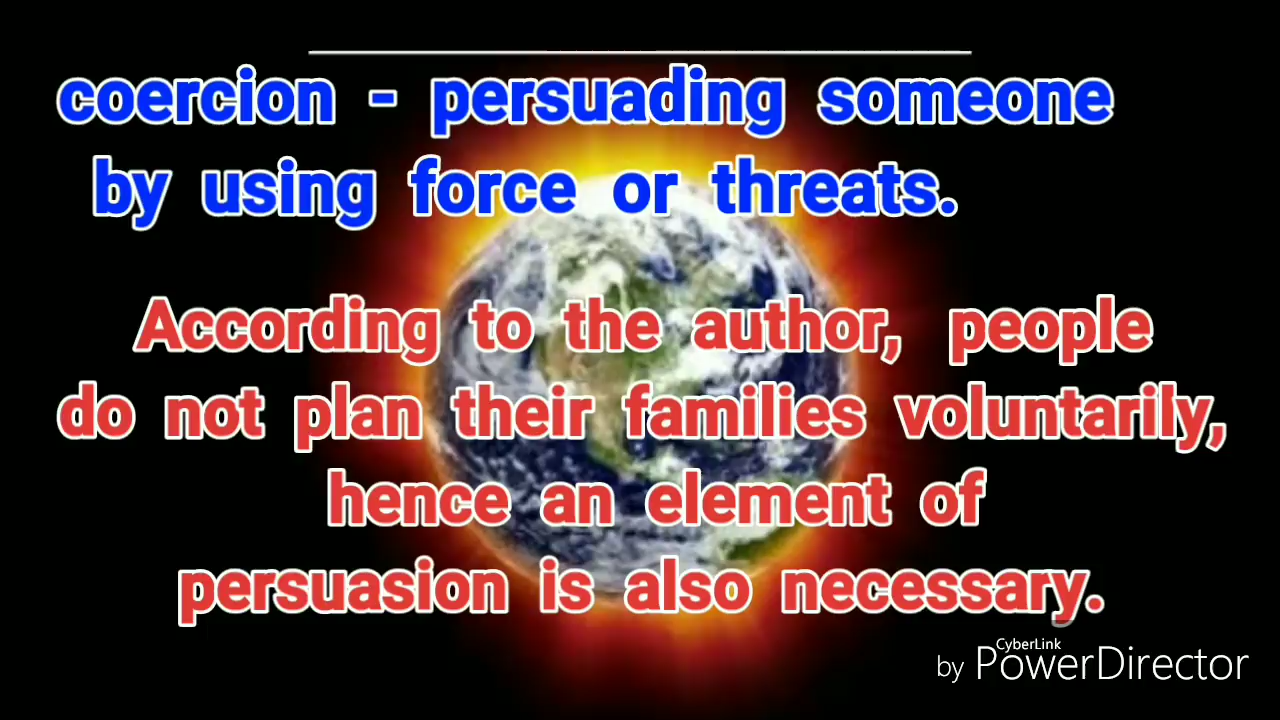 coercion - persuading someone
by using force or threats.
According to the author, people
do not plan their families voluntarily,
hence an element of
persuasion is also necessary.
CyberLink
by PowerDirector